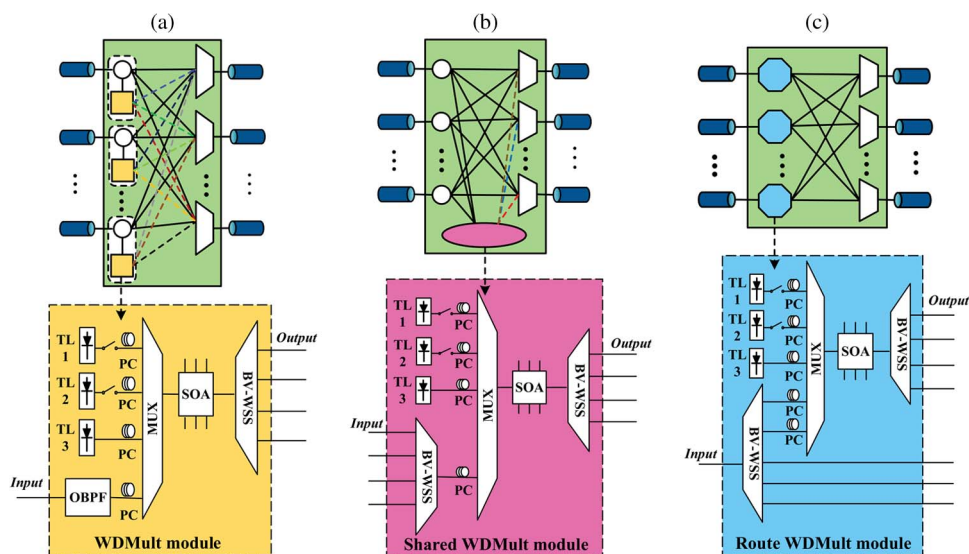 (a)
(b)
(c)
TL
1
PC
TL
2
PC
TL
3
PC
MUX
SOA
BV-WSS
Output
Input
OBPF
PC
WDMult module
TL
1
PC
TL
2
PC
TL
3
PC
MUX
SOA
BV-WSS
Output
Input
BV-WSS
PC
Shared WDMult module
TL
1
PC
TL
2
PC
TL
3
PC
MUX
SOA
BV-WSS
Output
PC
PC
Input
BV-WSS
Route WDMult module